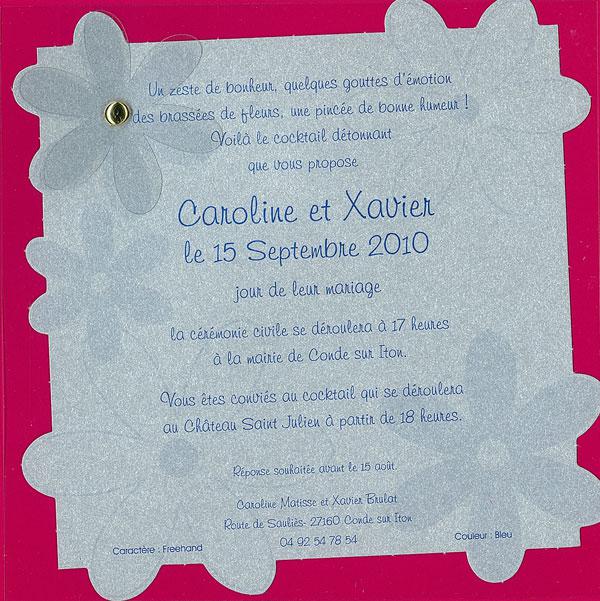 Un zeste de bonheur, quelques gouttes d'émotion
des brassées de fleurs, une pincée de bonne humeur !
Voilà le cocktail détonnant
que vous propose
Caroline et Xavier
le 15 Septembre 2010
jour de leur mariage
la cérémonie civile se déroulera à 17 heures
à la mairie de Conde sur Iton.
Vous êtes conviés au cocktail qui se déroulera
au Château Saint Julien à partir de 18 heures.
Réponse souhaitée avant le 15 août.
Caroline Matisse et Xavier Brulat
Route de Sauliès- 27160 Conde sur Iton
04 92 54 78 54
Caractère : Freehand
Couleur : Bleu